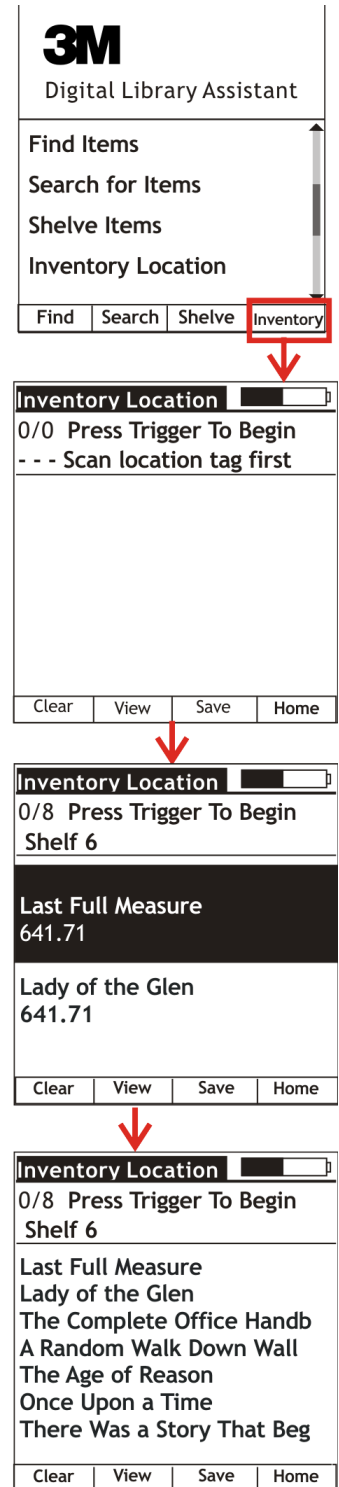 3M
Digital Library Assistant
Find Items
Search for Items
Shelve Items
Inventory Location
Find Search Shelve Inventory
Inventory Location
0/0 Press Trigger To Begin
- - - Scan location tag first
Clear View Save Home
Inventory Location
0/8 Press Trigger To Begin
Shelf 6
Last Full Measure
641.71
Lady of the Glen
641.71
Clear View Save Home
Inventory Location
0/8 Press Trigger To Begin
Shelf 6
Last Full Measure
Lady of the Glen
The Complete Office Handb
A Random Walk Down Wall
The Age of Reason
Once Upon a Time
There Was a Story That Beg
Clear View Save Home